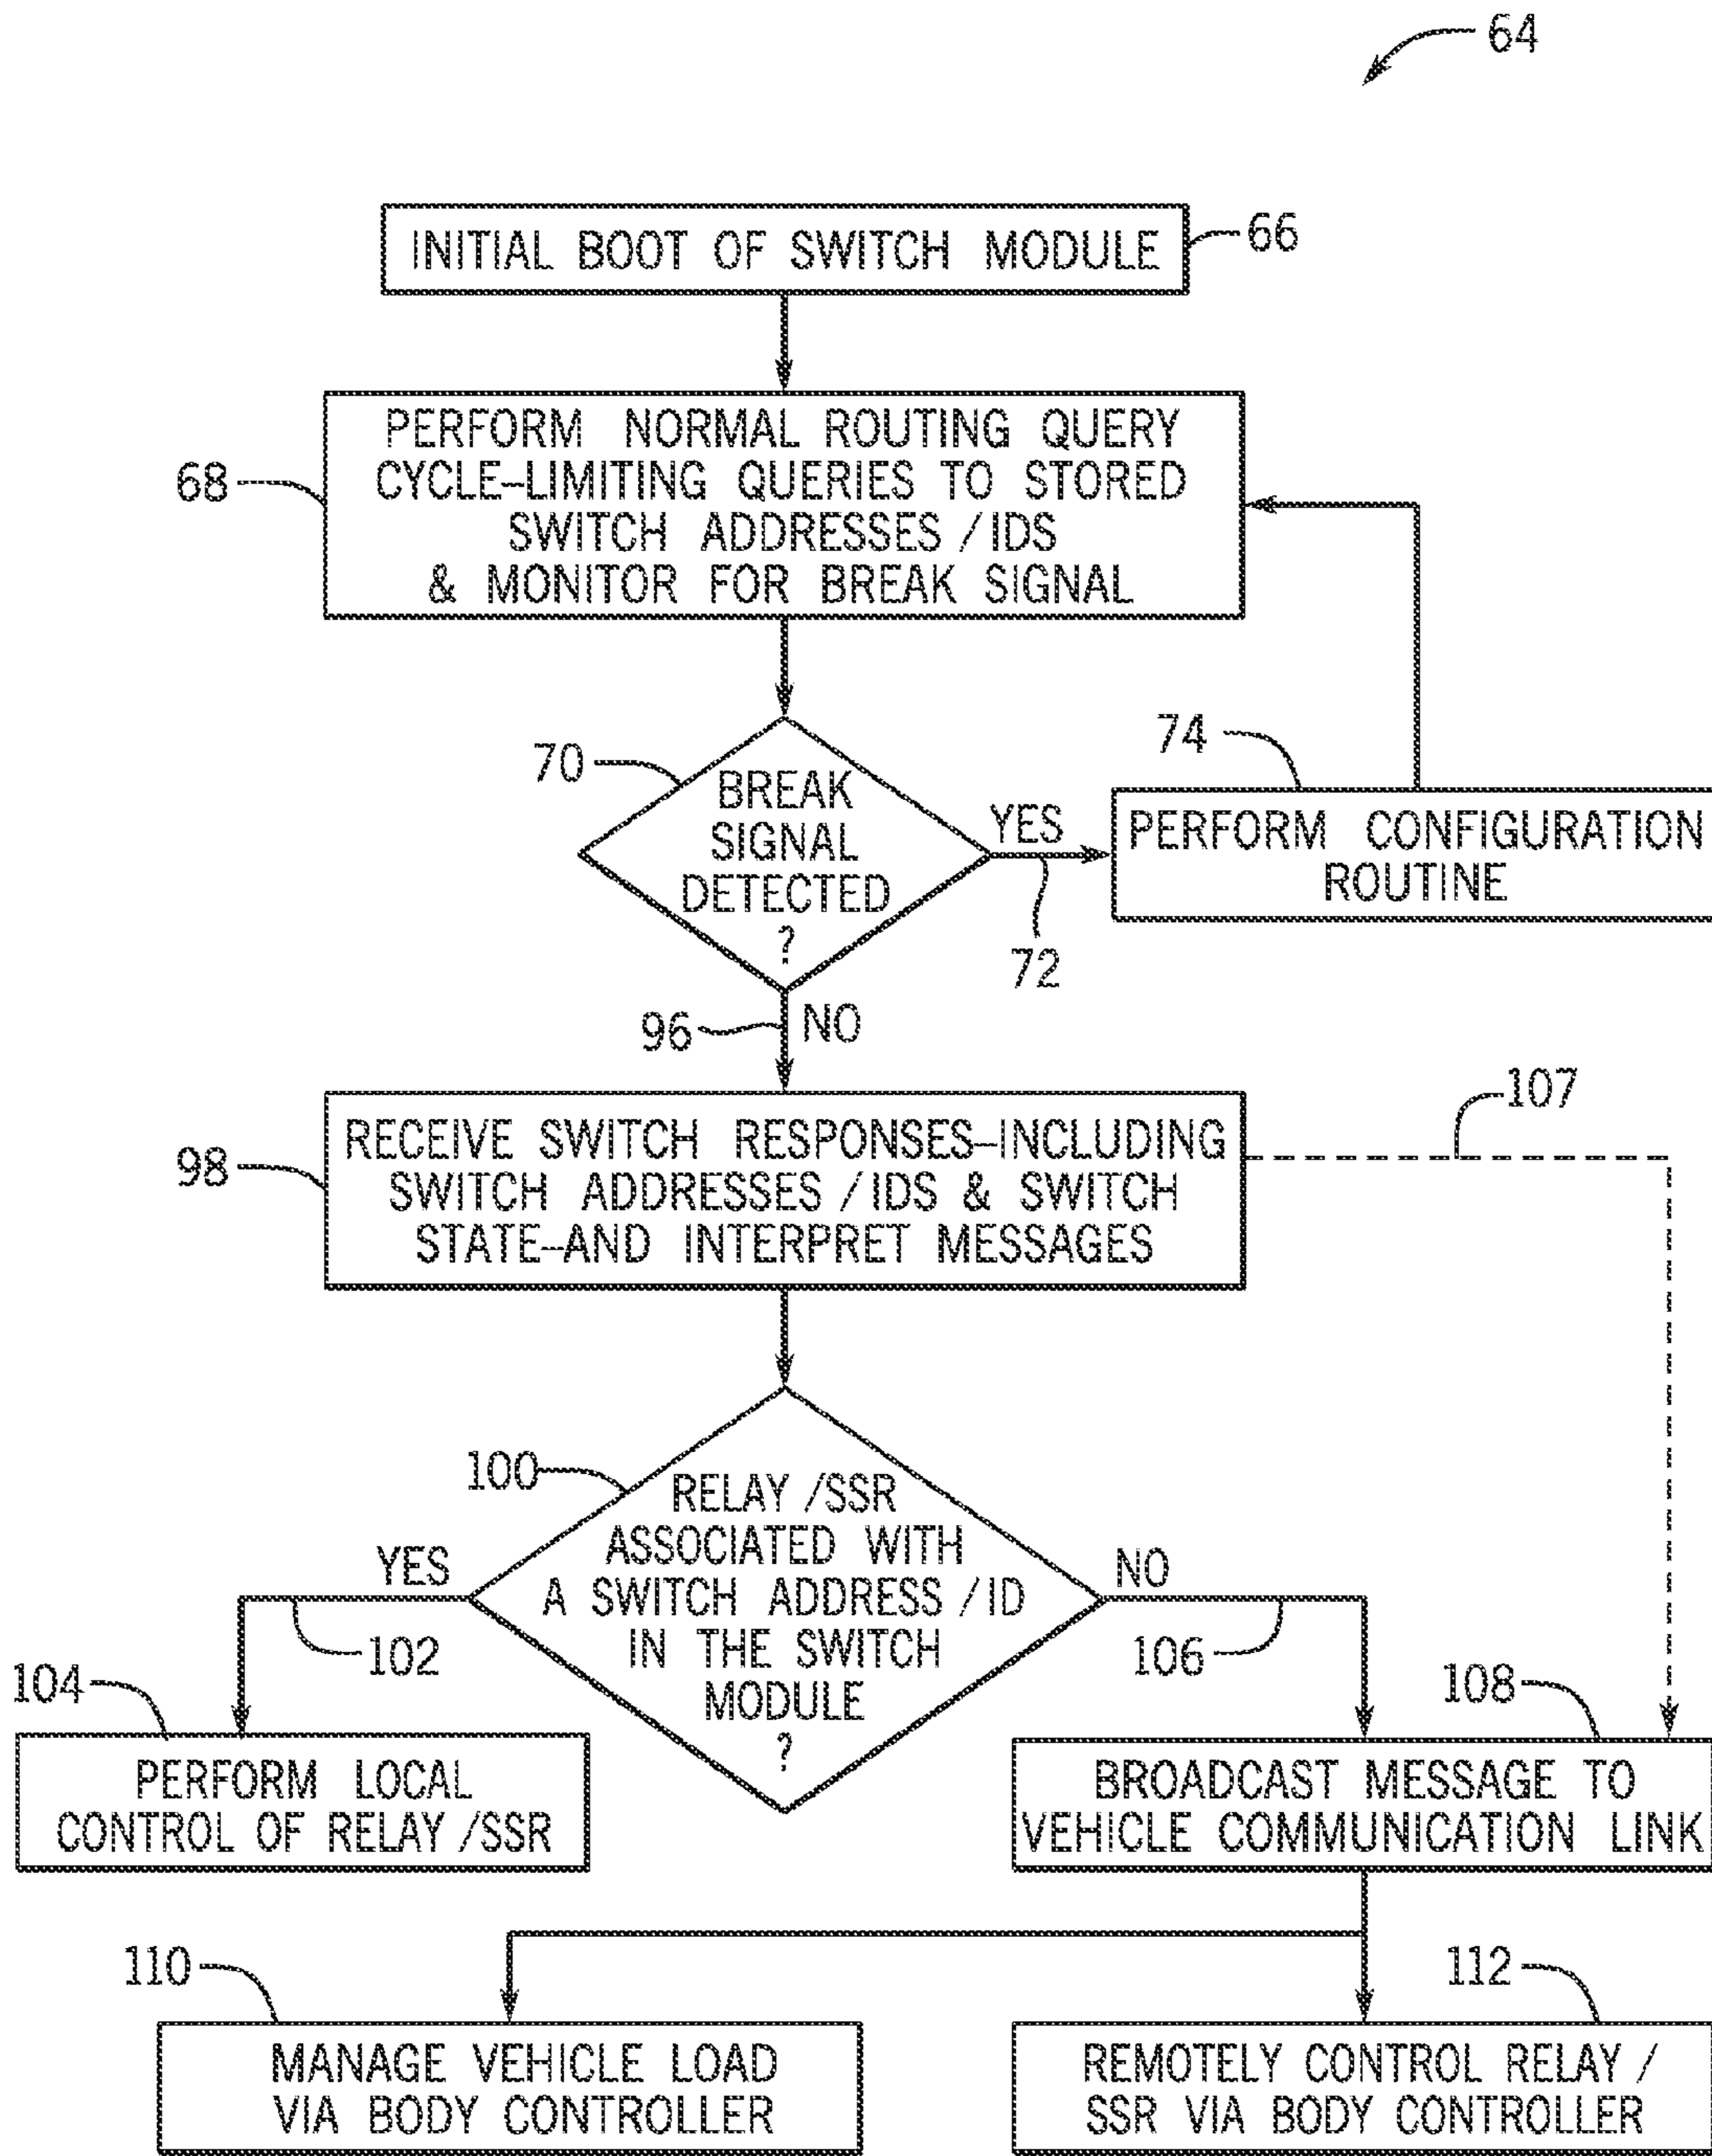 64
INITIAL BOOT OF SWITCH MODULE
66
PERFORM NORMAL ROUTING QUERY
CYCLE-LIMITING QUERIES TO STORED
SWITCH ADDRESSES /IDS
& MONITOR FOR BREAK SIGNAL
68
70
BREAK
SIGNAL
DETECTED
?
YES
72
74
PERFORM CONFIGURATION
ROUTINE
96
NO
107
98
RECEIVE SWITCH RESPONSES-INCLUDING
SWITCH ADDRESSES /IDS & SWITCH
STATE-AND INTERPRET MESSAGES
100
RELAY /SSR
ASSOCIATED WITH
A SWITCH ADDRESS /ID
IN THE SWITCH
MODULE
?
YES
102
NO
106
104
PERFORM LOCAL
CONTROL OF RELAY /SSR
108
BROADCAST MESSAGE TO
VEHICLE COMMUNICATION LINK
110
MANAGE VEHICLE LOAD
VIA BODY CONTROLLER
112
REMOTELY CONTROL RELAY /
SSR VIA BODY CONTROLLER